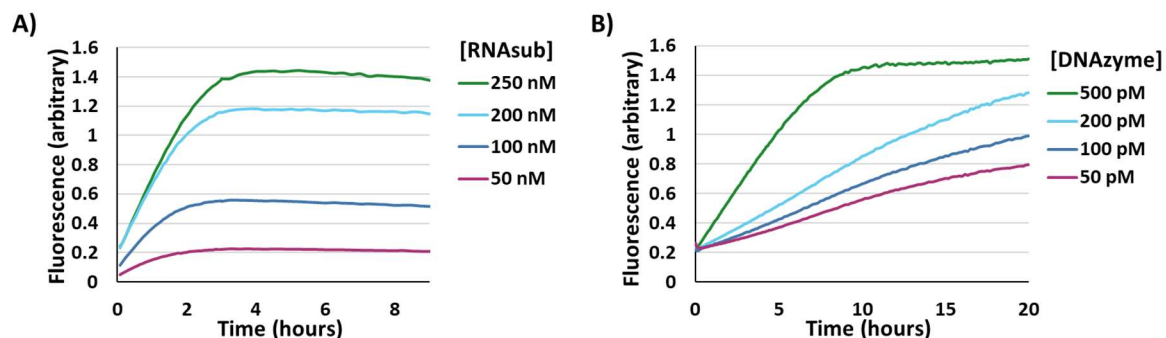 A)
Fluorescence (arbitrary)
1.6
1.4
1.2
1
0.8
0.6
0.4
0.2
0
0 2 4 6 8
Time (hours)
[RNAsub]
250 nM
200 nM
100 nM
50 nM
B)
Fluorescence (arbitrary)
1.6
1.4
1.2
1
0.8
0.6
0.4
0.2
0
0 5 10 15 20
Time (hours)
[DNAzyme]
500 pM
200 pM
100 pM
50 pM